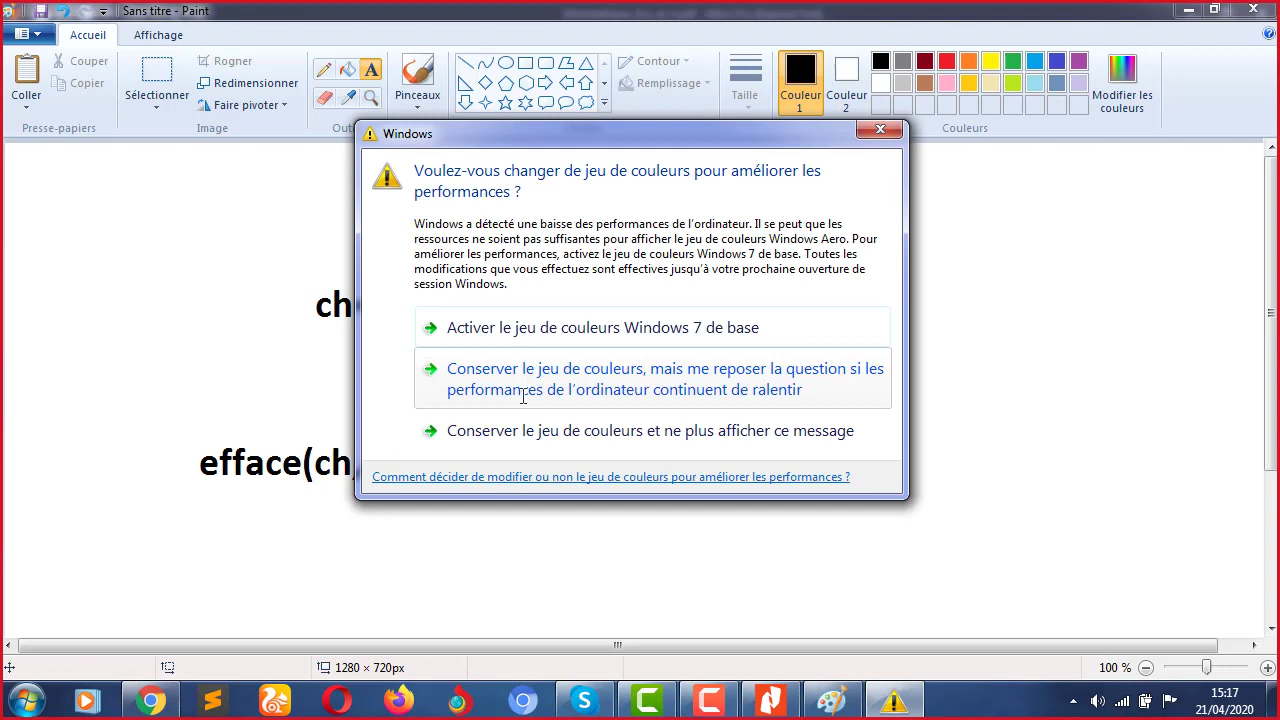 Sans titre - Paint
Accueil
Affichage
Coller
Couper
Copier
Presse-papiers
Sélectionner
Rogner
Redimensionner
Faire pivoter
Image
Pinceaux
Contour
Remplissage
Taille
Couleur
1
Couleur
2
Modifier les
couleurs
Couleurs
Windows
Voulez-vous changer de jeu de couleurs pour améliorer les
performances ?
Windows a détecté une baisse des performances de l'ordinateur. Il se peut que les
ressources ne soient pas suffisantes pour afficher le jeu de couleurs Windows Aero. Pour
améliorer les performances, activez le jeu de couleurs Windows 7 de base. Toutes les
modifications que vous effectuez sont effectives jusqu'à votre prochaine ouverture de
session Windows.
Activer le jeu de couleurs Windows 7 de base
Conserver le jeu de couleurs, mais me reposer la question si les
performances de l'ordinateur continuent de ralentir
Conserver le jeu de couleurs et ne plus afficher ce message
Comment décider de modifier ou non le jeu de couleurs pour améliorer les performances ?
ch
efface(ch,
1280 × 720px
100 %
15:17
21/04/2020